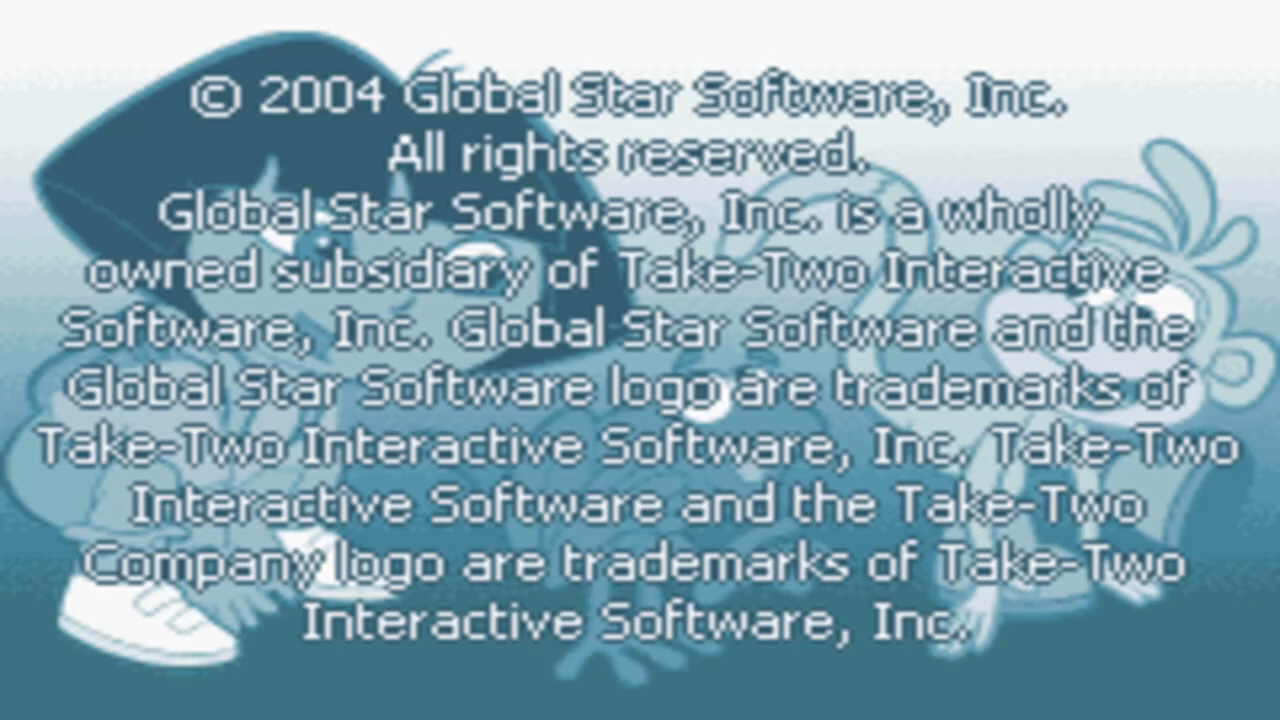 © 2004 Global Star Software, Inc.
All rights reserved.
Global Star Software, Inc. is a wholly
owned subsidiary of Take-Two Interactive
Software, Inc. Global Star Software and the
Global Star Software logo are trademarks of
Take-Two Interactive Software, Inc. Take-Two
Interactive Software and the Take-Two
Company logo are trademarks of Take-Two
Interactive Software, Inc.